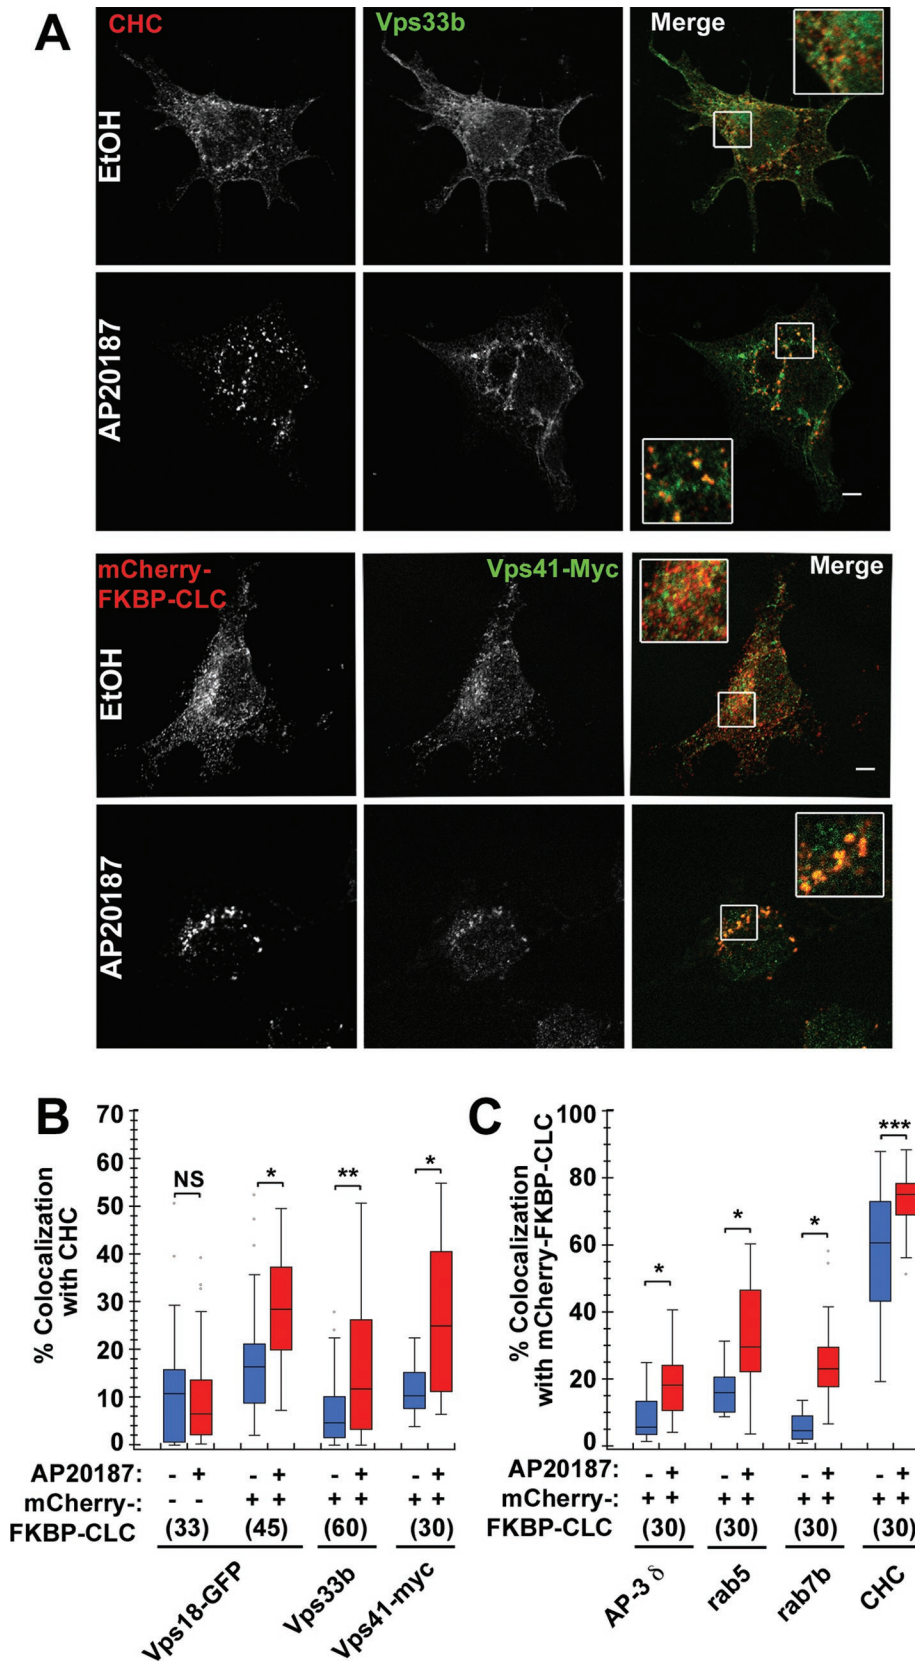 A
CHC
Vps33b
Merge
EtOH
AP20187
mCherry-
FKBP-CLC
Vps41-Myc
Merge
EtOH
AP20187
B
% Colocalization
with CHC
70
60
50
40
30
20
10
0
NS
*
**
*
AP20187: - + - + - + - +
mCherry-: - - + + + + + +
FKBP-CLC (33) (45) (60) (30)
Vps18-GFP
Vps33b
Vps41-myc
C
% Colocalization
with mCherry-FKBP-CLC
100
80
60
40
20
0
*
*
*
***
AP20187: - + - + - + - +
mCherry-: + + + + + + + +
FKBP-CLC (30) (30) (30) (30)
AP-3 δ
rab5
rab7b
CHC